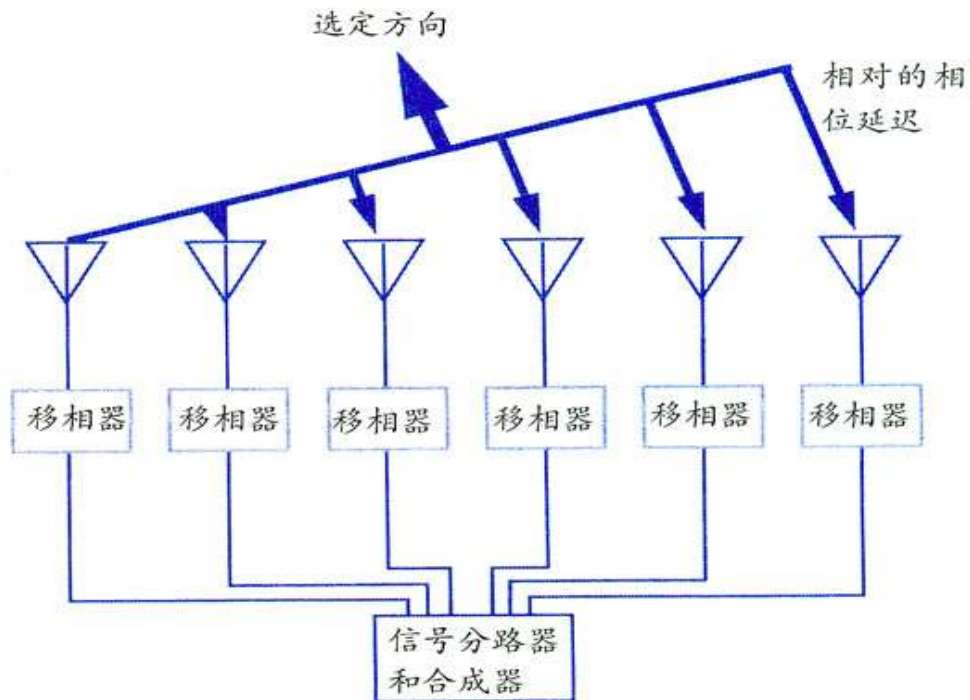 选定方向
相对的相
位延迟
移相器 移相器 移相器 移相器 移相器 移相器
信号分路器
和合成器